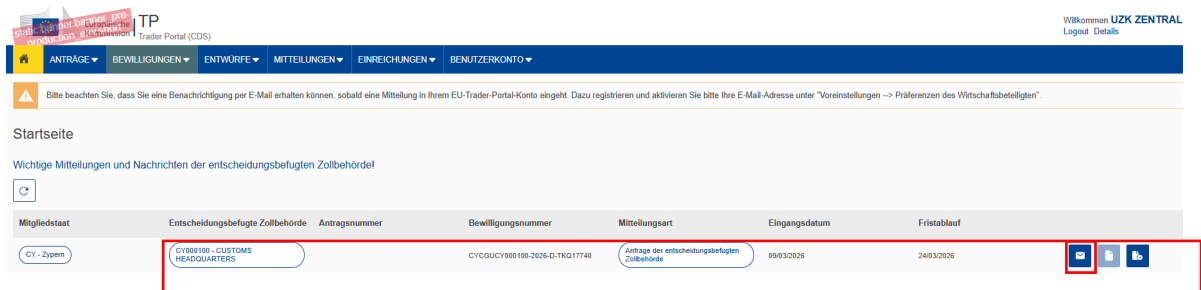 static banner banner_pre-
production_ekranskin
Europäische
Kommission
TP
Trader Portal (CDS)
Willkommen UZK ZENTRAL
Logout Details
ANTRÄGE BEWILLIGUNGEN ENTWÜRFE MITTEILUNGEN EINREICHUNGEN BENUTZERKONTO
Bitte beachten Sie, dass Sie eine Benachrichtigung per E-Mail erhalten können, sobald eine Mitteilung in Ihrem EU-Trader-Portal-Konto eingeht. Dazu registrieren und aktivieren Sie bitte Ihre E-Mail-Adresse unter "Voreinstellungen --> Präferenzen des Wirtschaftsbeteiligten".
Startseite
Wichtige Mitteilungen und Nachrichten der entscheidungsbefugten Zollbehörde!
Mitgliedstaat Entscheidungsbefugte Zollbehörde Antragsnummer Bewilligungsnummer Mitteilungsart Eingangsdatum Fristablauf
CY - Zypern CY000100 - CUSTOMS HEADQUARTERS CYCGUCY000100-2026-D-TKQ17740 Anfrage der entscheidungsbefugten Zollbehörde 09/03/2026 24/03/2026